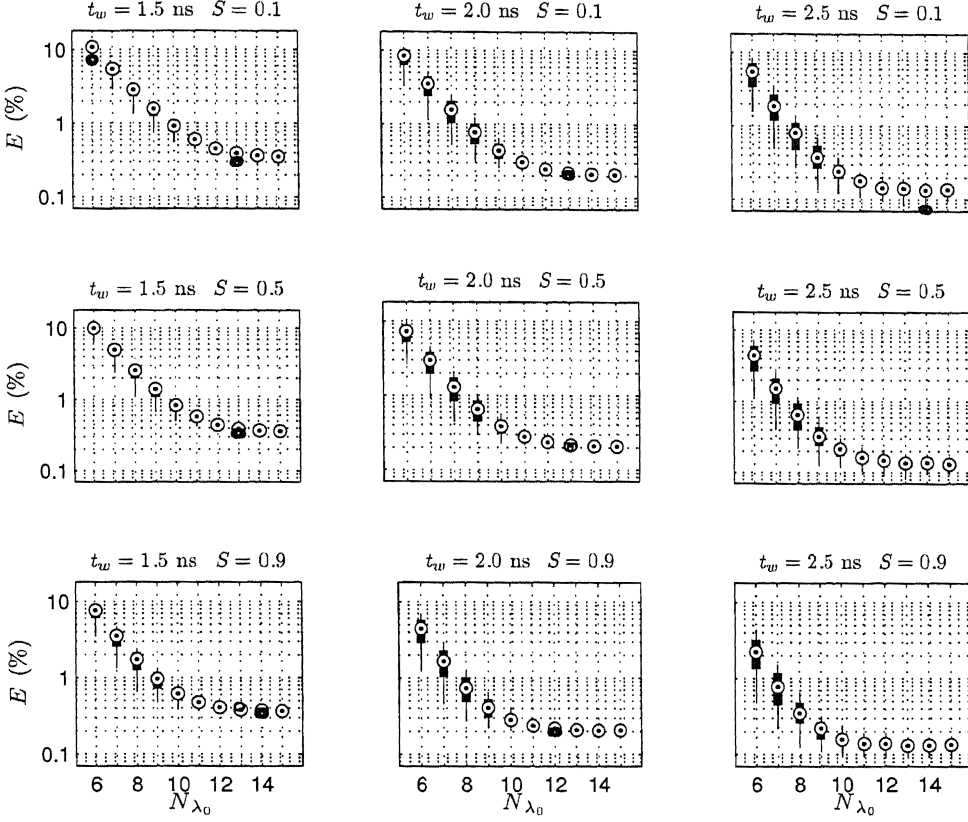 t_w = 1.5 ns S = 0.1
t_w = 2.0 ns S = 0.1
t_w = 2.5 ns S = 0.1
E (%)
10
1
0.1
t_w = 1.5 ns S = 0.5
t_w = 2.0 ns S = 0.5
t_w = 2.5 ns S = 0.5
E (%)
10
1
0.1
t_w = 1.5 ns S = 0.9
t_w = 2.0 ns S = 0.9
t_w = 2.5 ns S = 0.9
E (%)
10
1
0.1
6 8 10 12 14
6 8 10 12 14
6 8 10 12 14
N_λ₀
N_λ₀
N_λ₀